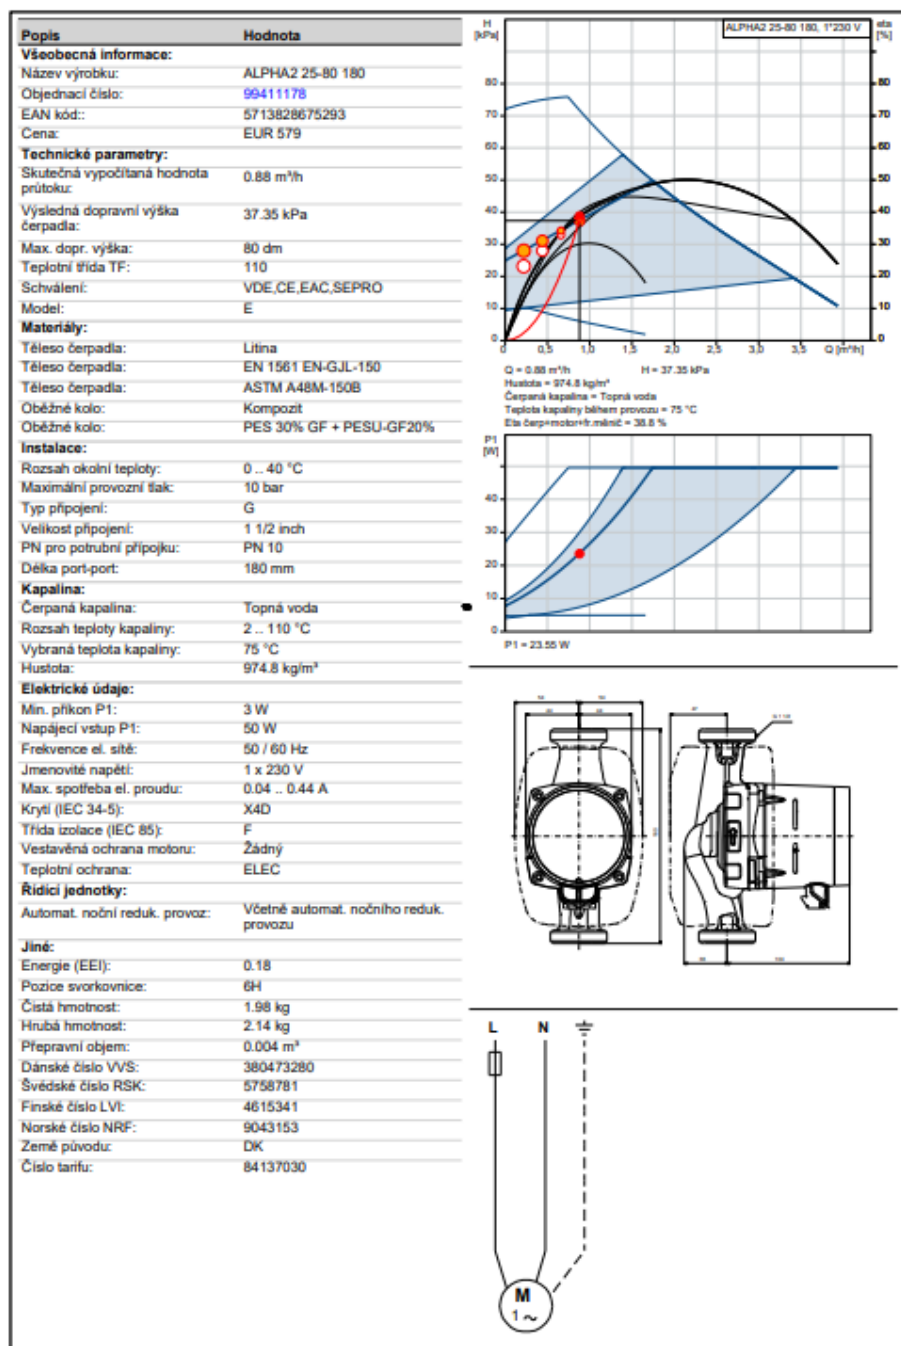 Popis Hodnota
Všeobecná informace:
Název výrobku: ALPHA2 25-80 180
Objednací číslo: 99411178
EAN kód:: 5713828675293
Cena: EUR 579
Technické parametry:
Skutečná vypočítaná hodnota průtoku: 0.88 m³/h
Výsledná dopravní výška čerpadla: 37.35 kPa
Max. dopr. výška: 80 dm
Teplotní třída TF: 110
Schválení: VDE,CE,EAC,SEPRO
Model: E
Materiály:
Těleso čerpadla: Litina
Těleso čerpadla: EN 1561 EN-GJL-150
Těleso čerpadla: ASTM A48M-150B
Oběžné kolo: Kompozit
Oběžné kolo: PES 30% GF + PESU-GF20%
Instalace:
Rozsah okolní teploty: 0 .. 40 °C
Maximální provozní tlak: 10 bar
Typ připojení: G
Velikost připojení: 1 1/2 inch
PN pro potrubní přípojku: PN 10
Délka port-port: 180 mm
Kapalina:
Čerpaná kapalina: Topná voda
Rozsah teploty kapaliny: 2 .. 110 °C
Vybraná teplota kapaliny: 75 °C
Hustota: 974.8 kg/m³
Elektrické údaje:
Min. příkon P1: 3 W
Napájecí vstup P1: 50 W
Frekvence el. sítě: 50 / 60 Hz
Jmenovité napětí: 1 x 230 V
Max. spotřeba el. proudu: 0.04 .. 0.44 A
Krytí (IEC 34-5): X4D
Třída izolace (IEC 85): F
Vestavěná ochrana motoru: Žádný
Teplotní ochrana: ELEC
Řídicí jednotky:
Automat. noční reduk. provoz: Včetně automat. nočního reduk. provozu
Jiné:
Energie (EEI): 0.18
Pozice svorkovnice: 6H
Čistá hmotnost: 1.98 kg
Hrubá hmotnost: 2.14 kg
Přepravní objem: 0.004 m³
Dánské číslo VVS: 380473280
Švédské číslo RSK: 5758781
Finské číslo LVI: 4615341
Norské číslo NRF: 9043153
Země původu: DK
Číslo tarifu: 84137030
H [kPa]
ALPHA2 25-80 180, 1*230 V
eta [%]
80 80
70 70
60 60
50 50
40 40
30 30
20 20
10 10
0 0
0 0,5 1,0 1,5 2,0 2,5 3,0 3,5 Q [m³/h]
Q = 0.88 m³/h H = 37.35 kPa
Hustota = 974.8 kg/m³
Čerpaná kapalina = Topná voda
Teplota kapaliny během provozu = 75 °C
Eta čerp+motor+fr.měnič = 38.8 %
P1 [W]
40
30
20
10
0
P1 = 23.55 W
L N
M
1 ~